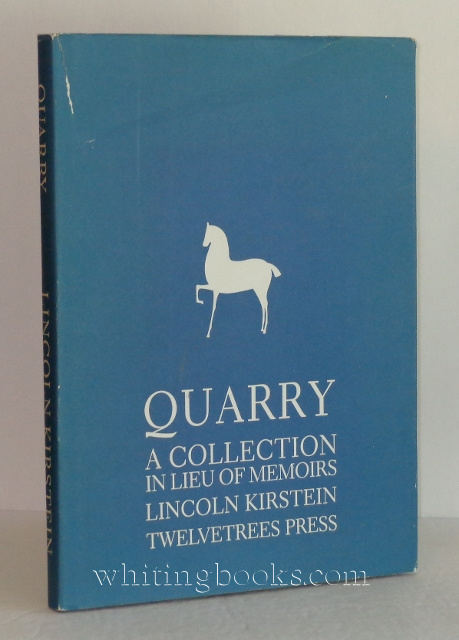 QUARRY
LINCOLN KIRSTEIN
QUARRY
A COLLECTION
IN LIEU OF MEMOIRS
LINCOLN KIRSTEIN
TWELVETREES PRESS
whitingbooks.com